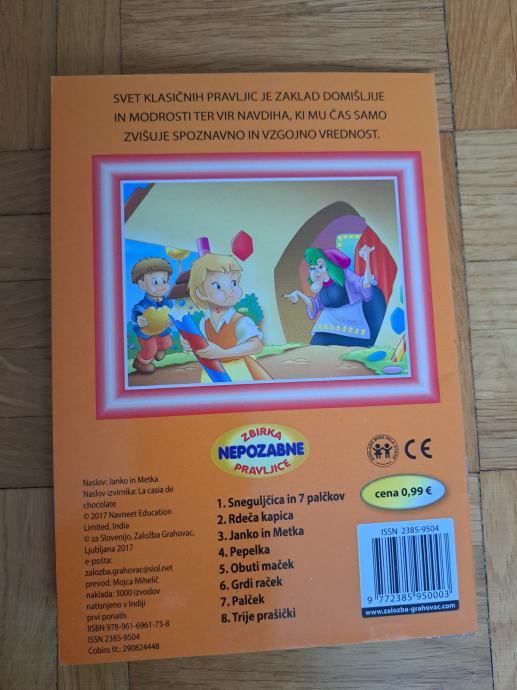 SVET KLASIČNIH PRAVLJIC JE ZAKLAD DOMIŠLJIJE
IN MODROSTI TER VIR NAVDIHA, KI MU ČAS SAMO
ZVIŠUJE SPOZNAVNO IN VZGOJNO VREDNOST.
ZBIRKA
NEPOZABNE
PRAVLJICE
CE
cena 0,99 €
Naslov: Janko in Metka
Naslov izvirnika: La casia de
chocolate
© 2017 Navneet Education
Limited, India
© za Slovenijo, Založba Grahovac,
Ljubljana 2017
e-pošta:
zalozba.grahovac@siol.net
prevod: Mojca Mihelič
naklada: 3000 izvodov
natisnjeno v Indiji
prvi ponatis
IISBN 978-961-6961-73-8
ISSN 2385-9504
Cobiss št.: 290824448
1. Sneguljčica in 7 palčkov
2. Rdeča kapica
3. Janko in Metka
4. Pepelka
5. Obuti maček
6. Grdi raček
7. Palček
8. Trije prašički
ISSN 2385-9504
9 772385 950003
www.zalozba-grahovac.com